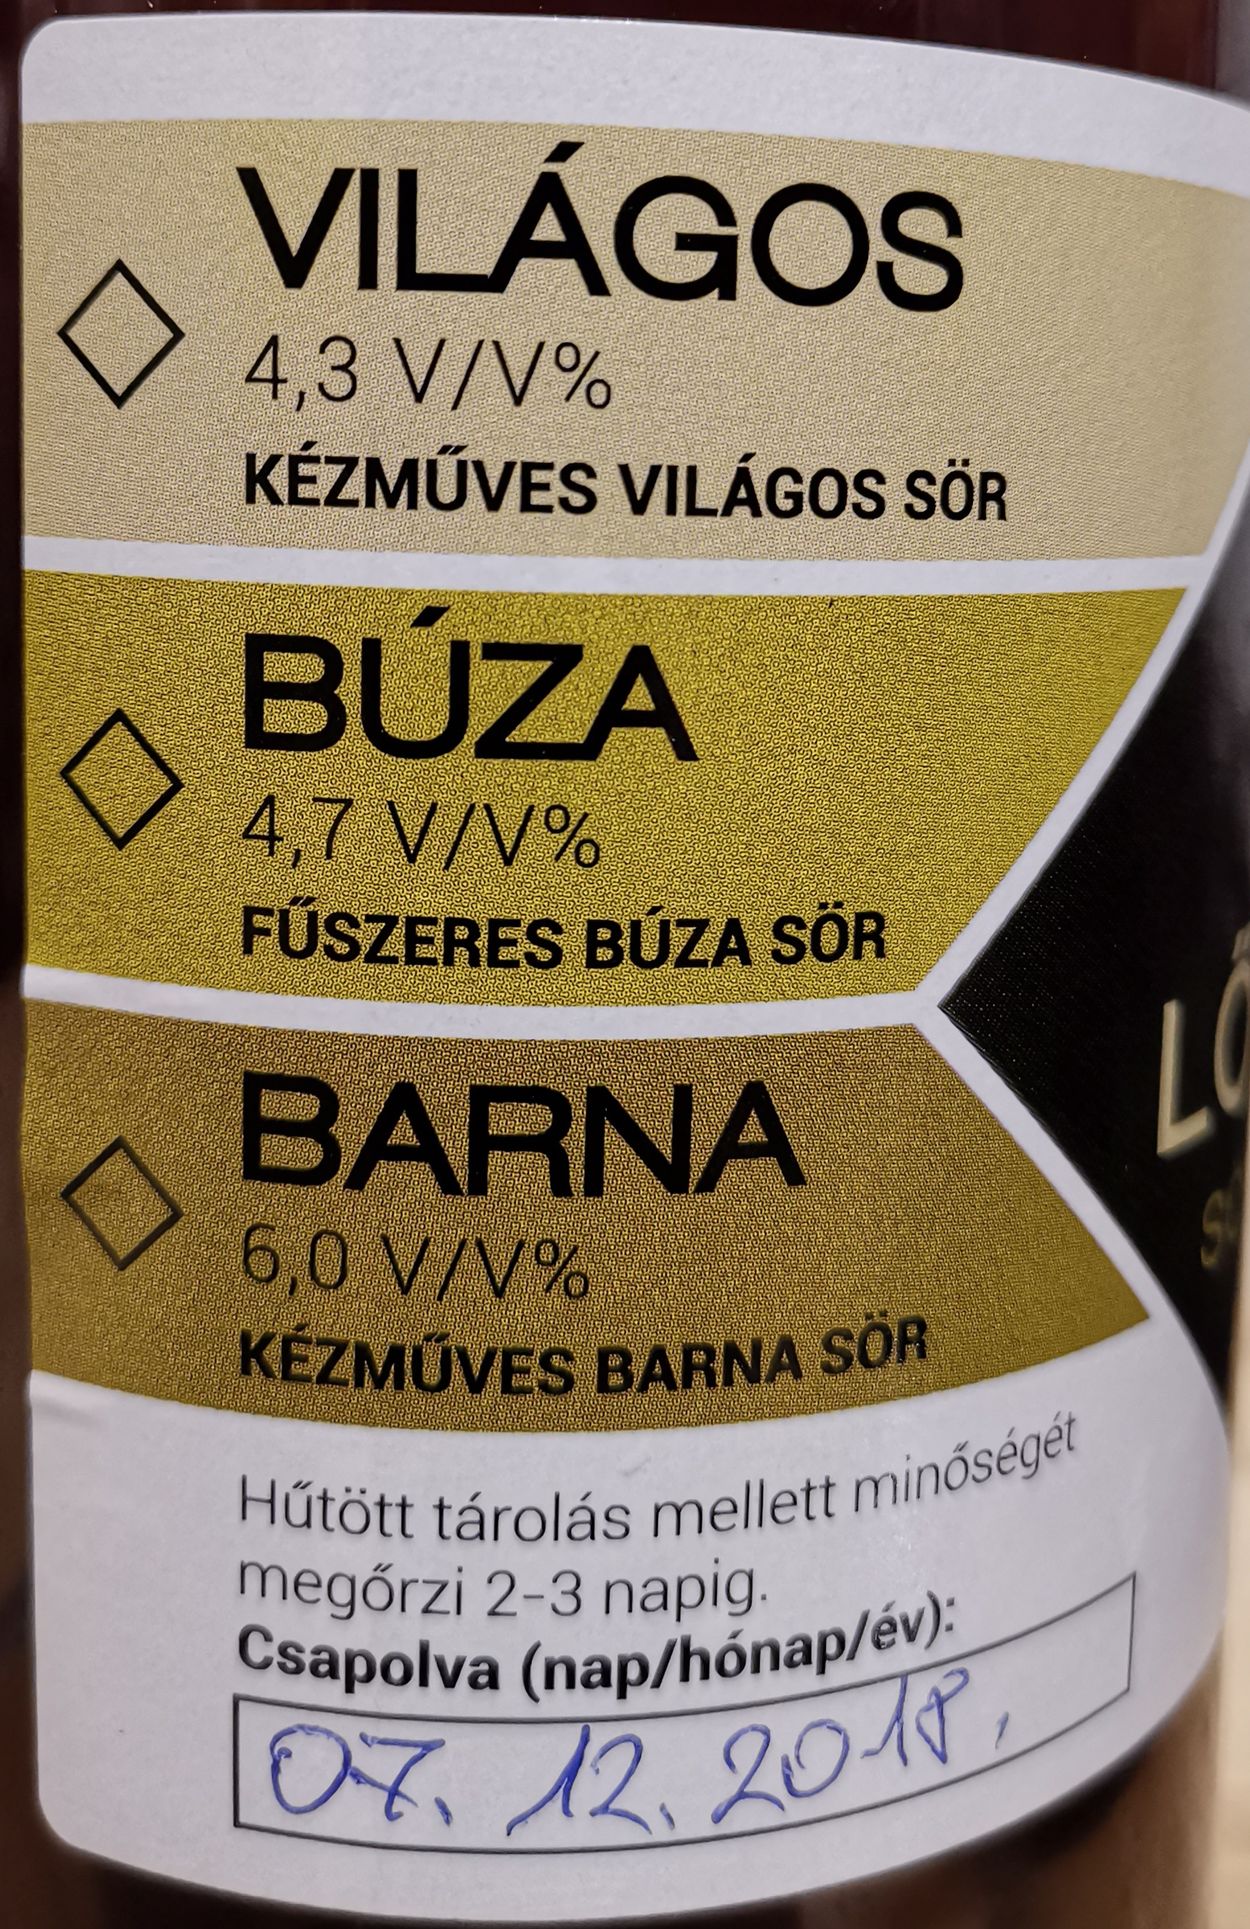 VILÁGOS
4,3 V/V%
KÉZMŰVES VILÁGOS SÖR
BÚZA
4,7 V/V%
FŰSZERES BÚZA SÖR
BARNA
6,0 V/V%
KÉZMŰVES BARNA SÖR
Hűtött tárolás mellett minőségét
megőrzi 2-3 napig.
Csapolva (nap/hónap/év):
07. 12. 2018.